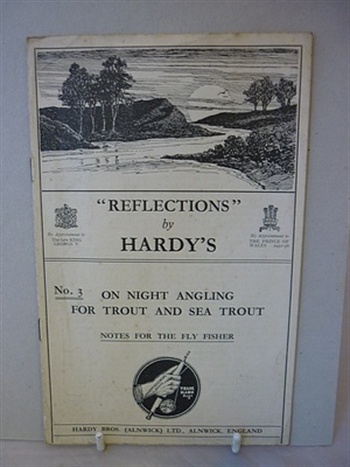 "REFLECTIONS"
by
HARDY'S
By Appointment to
The Late KING
GEORGE V.
By Appointment to
THE PRINCE OF
WALES
No. 3
ON NIGHT ANGLING
FOR TROUT AND SEA TROUT
NOTES FOR THE FLY FISHER
TRADE
MARK
HARDY BROS. (ALNWICK) LTD., ALNWICK, ENGLAND